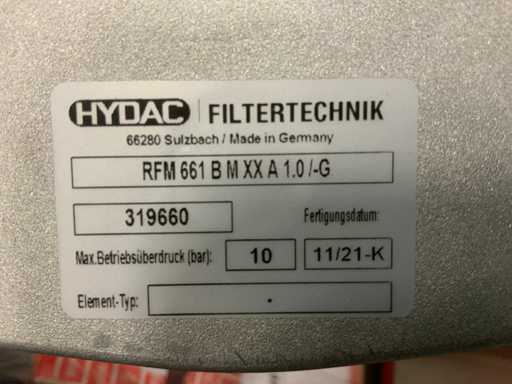 HYDAC FILTERTECHNIK
66280 Sulzbach / Made in Germany
RFM 661 B M XX A 1.0 /-G
319660 Fertigungsdatum:
Max.Betriebsüberdruck (bar): 10 11/21-K
Element-Typ: .